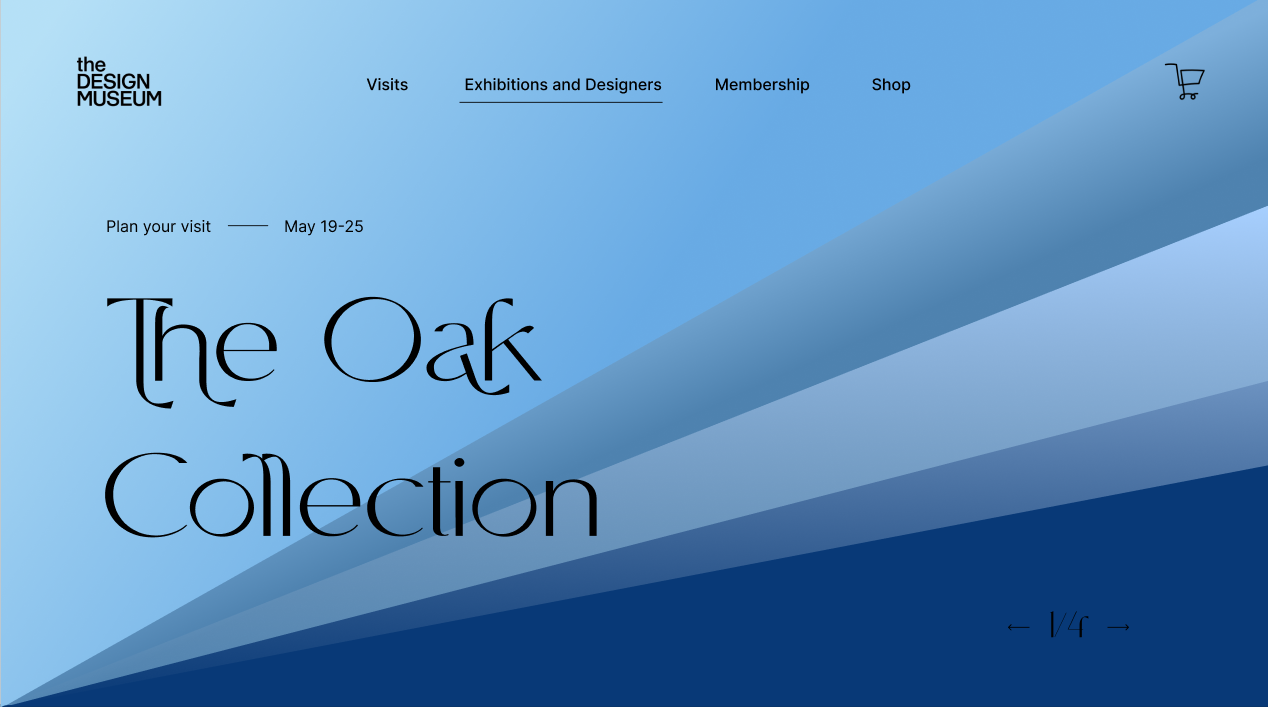 the
DESIGN
MUSEUM
Visits
Exhibitions and Designers
Membership
Shop
Plan your visit
May 19-25
The Oak
Collection
← 1/4 →